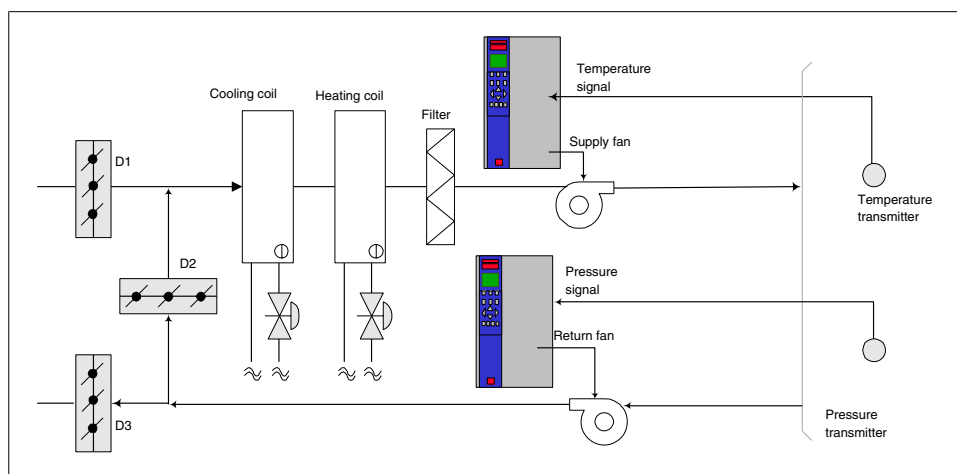 Temperature
signal
Cooling coil
Heating coil
Filter
Supply fan
D1
Temperature
transmitter
D2
Pressure
signal
Return fan
D3
Pressure
transmitter